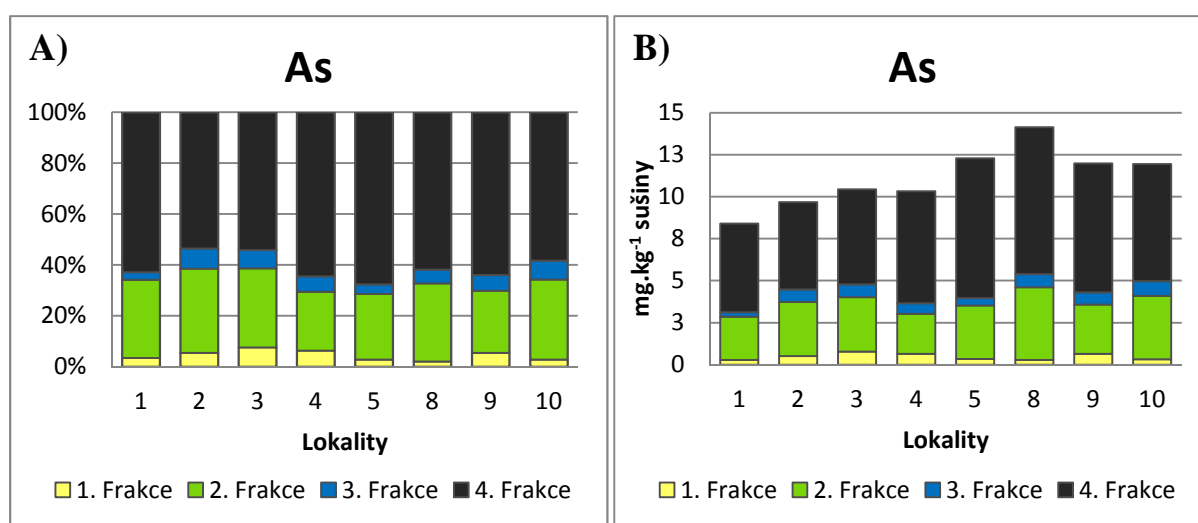 A)
As
100%
80%
60%
40%
20%
0%
1 2 3 4 5 8 9 10
Lokality
1. Frakce 2. Frakce 3. Frakce 4. Frakce
B)
As
mg.kg⁻¹ sušiny
15
13
10
8
5
3
0
1 2 3 4 5 8 9 10
Lokality
1. Frakce 2. Frakce 3. Frakce 4. Frakce